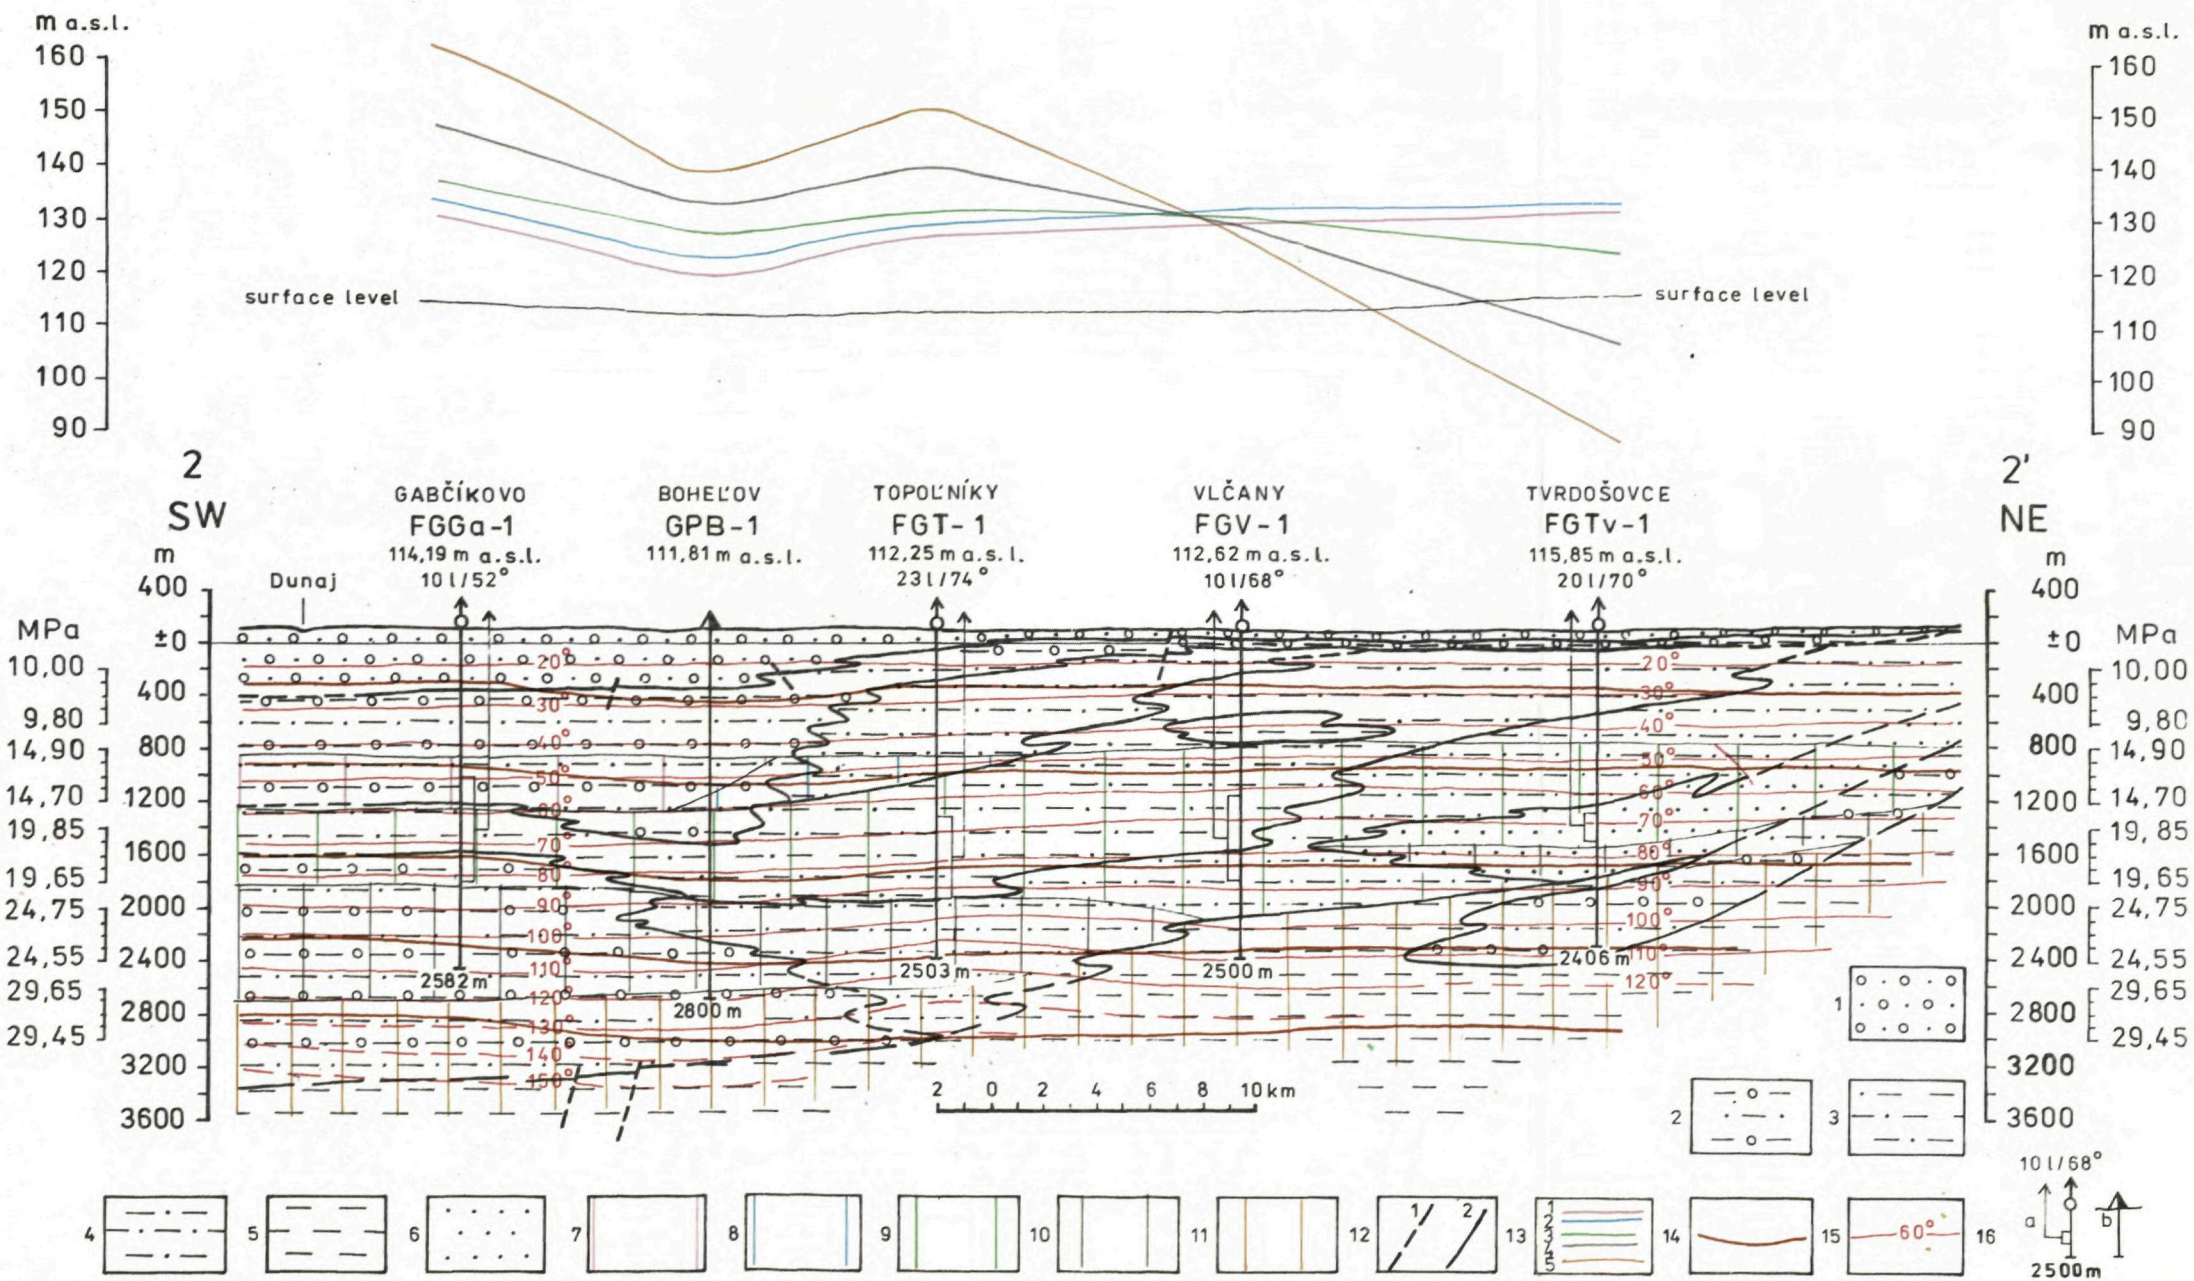 m a.s.l.
160
150
140
130
120
110
100
90
m a.s.l.
160
150
140
130
120
110
100
90
surface level
surface level
2
SW
2'
NE
GABČÍKOVO
FGGa-1
114,19 m a.s.l.
10 l/52°
BOHEĽOV
GPB-1
111,81 m a.s.l.
TOPOĽNÍKY
FGT-1
112,25 m a.s.l.
23 l/74°
VLČANY
FGV-1
112,62 m a.s.l.
10 l/68°
TVRDOŠOVCE
FGTv-1
115,85 m a.s.l.
20 l/70°
Dunaj
m
400
±0
400
800
1200
1600
2000
2400
2800
3200
3600
MPa
10,00
9,80
14,90
14,70
19,85
19,65
24,75
24,55
29,65
29,45
20°
30°
40°
50°
60°
70°
80°
90°
100°
110°
120°
130°
140°
150°
2582 m
2800 m
2503 m
2500 m
2406 m
20°
30°
40°
50°
60°
70°
80°
90°
100°
110°
120°
m
400
±0
400
800
1200
1600
2000
2400
2800
3200
3600
MPa
10,00
9,80
14,90
14,70
19,85
19,65
24,75
24,55
29,65
29,45
2 0 2 4 6 8 10 km
1
2
3
4
5
6
7
8
9
10
11
12
1 2
13
1
2
3
4
5
14
15
60°
16
10 l/68°
a
b
2500m